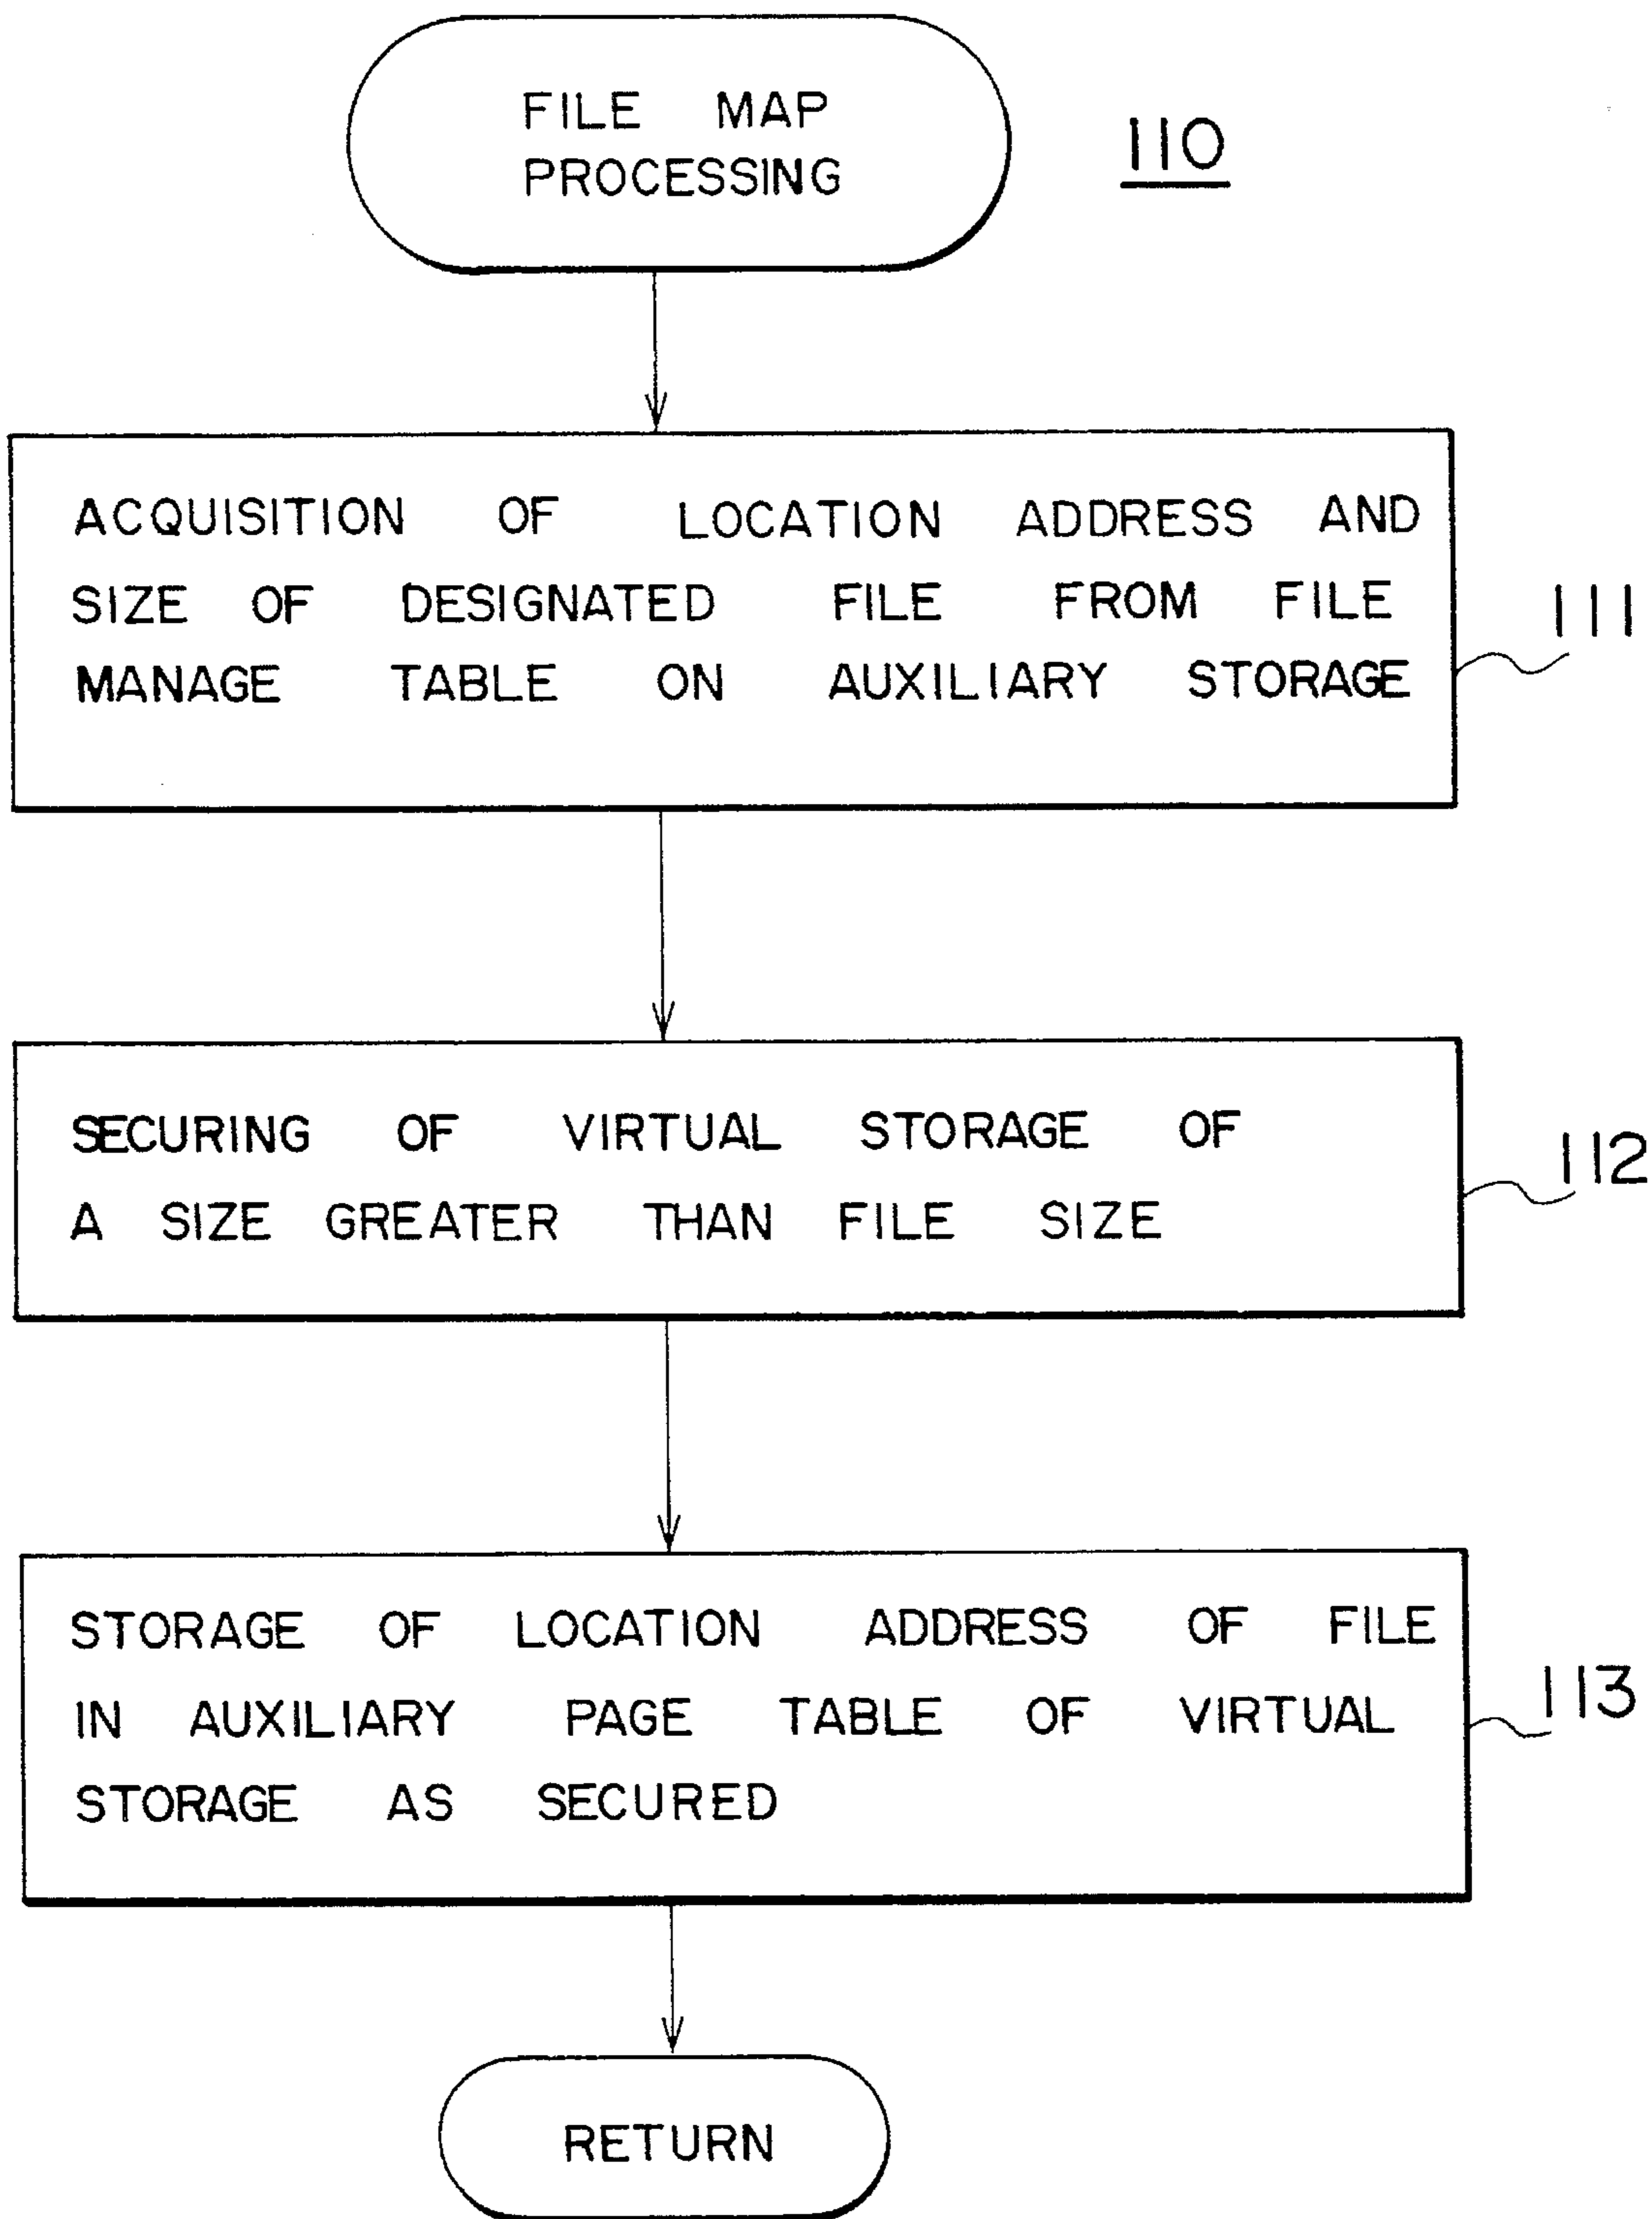 FILE MAP
PROCESSING
110
ACQUISITION OF LOCATION ADDRESS AND
SIZE OF DESIGNATED FILE FROM FILE
MANAGE TABLE ON AUXILIARY STORAGE
111
SECURING OF VIRTUAL STORAGE OF
A SIZE GREATER THAN FILE SIZE
112
STORAGE OF LOCATION ADDRESS OF FILE
IN AUXILIARY PAGE TABLE OF VIRTUAL
STORAGE AS SECURED
113
RETURN